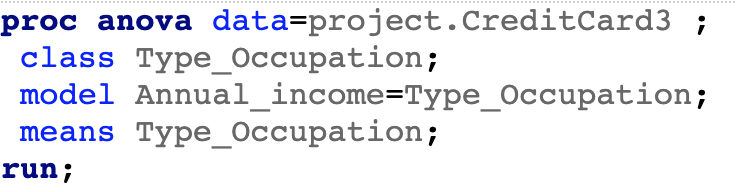 proc anova data=project.CreditCard3 ;
class Type_Occupation;
model Annual_income=Type_Occupation;
means Type_Occupation;
run;